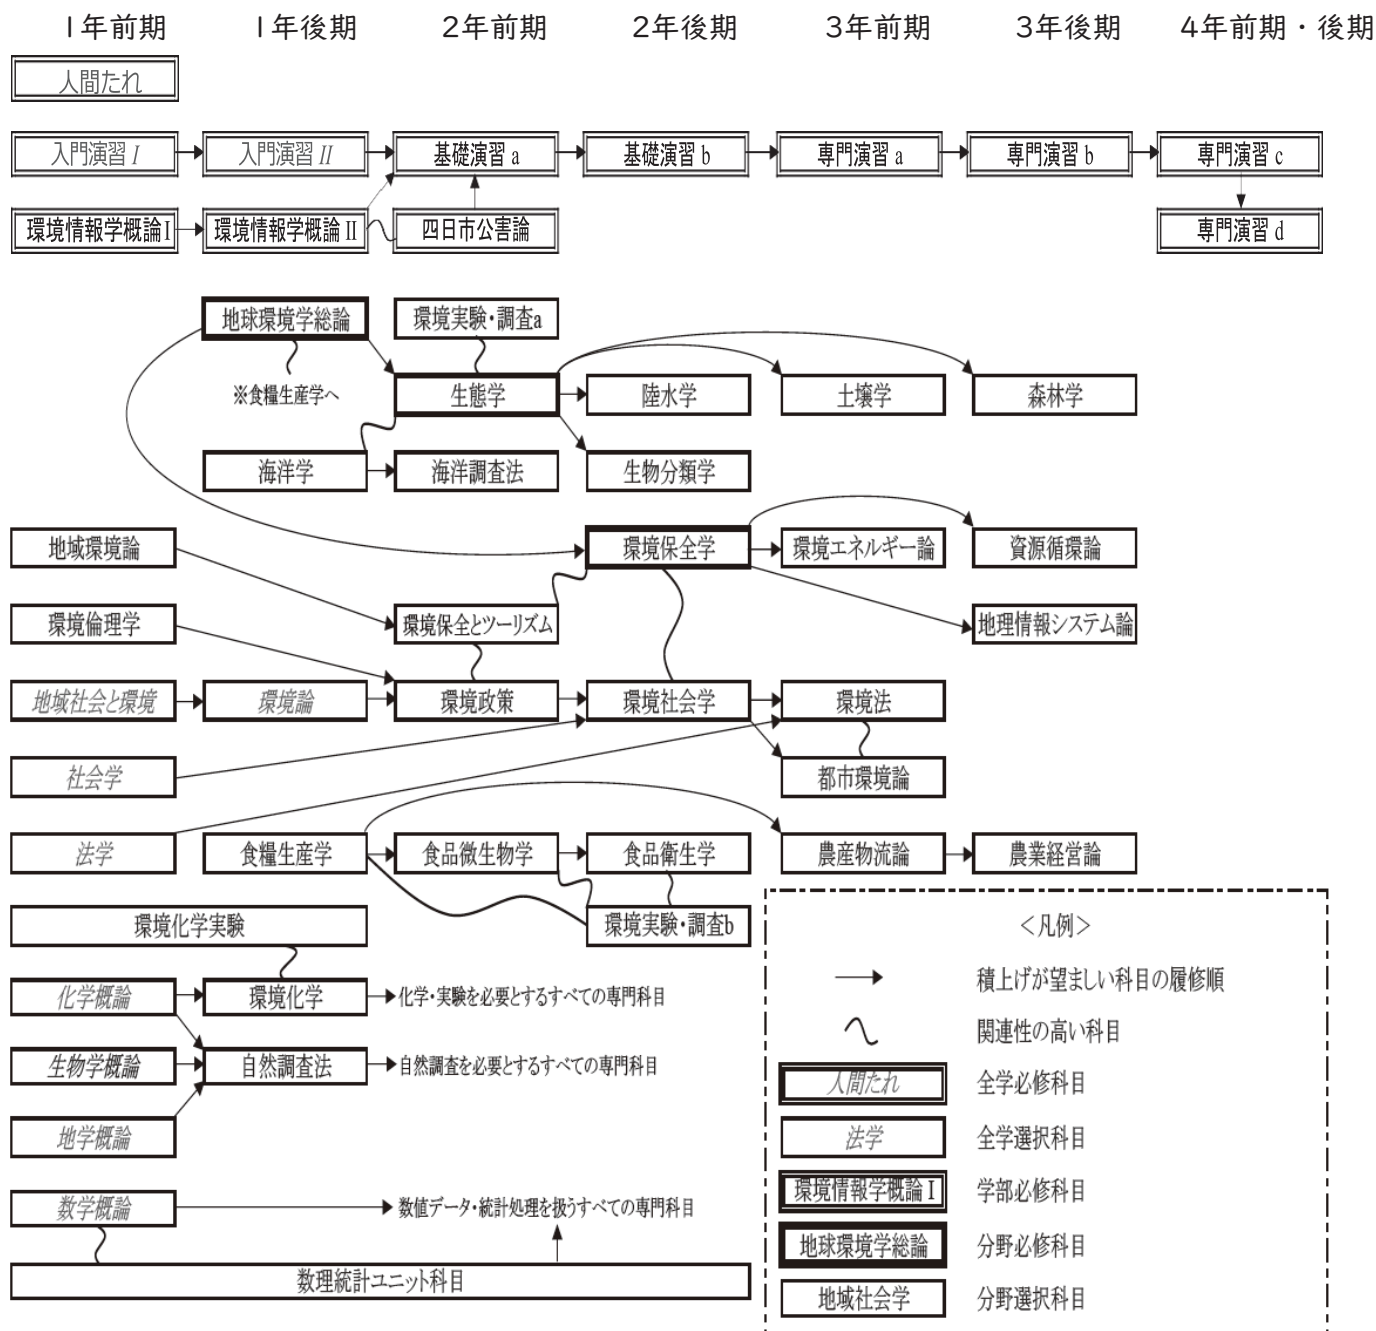 1年前期 1年後期 2年前期 2年後期 3年前期 3年後期 4年前期・後期
人間たれ
入門演習 I 入門演習 II 基礎演習 a 基礎演習 b 専門演習 a 専門演習 b 専門演習 c
環境情報学概論 I 環境情報学概論 II 四日市公害論 専門演習 d
地球環境学総論 環境実験・調査a
※食糧生産学へ 生態学 陸水学 土壌学 森林学
海洋学 海洋調査法 生物分類学
地域環境論 環境保全学 環境エネルギー論 資源循環論
環境倫理学 環境保全とツーリズム 地理情報システム論
地域社会と環境 環境論 環境政策 環境社会学 環境法
社会学 都市環境論
法学 食糧生産学 食品微生物学 食品衛生学 農産物流論 農業経営論
環境化学実験 環境実験・調査b
化学概論 環境化学 化学・実験を必要とするすべての専門科目
生物学概論 自然調査法 自然調査を必要とするすべての専門科目
地学概論
数学概論 数値データ・統計処理を扱うすべての専門科目
数理統計ユニット科目
＜凡例＞
積上げが望ましい科目の履修順
関連性の高い科目
人間たれ 全学必修科目
法学 全学選択科目
環境情報学概論 I 学部必修科目
地球環境学総論 分野必修科目
地域社会学 分野選択科目